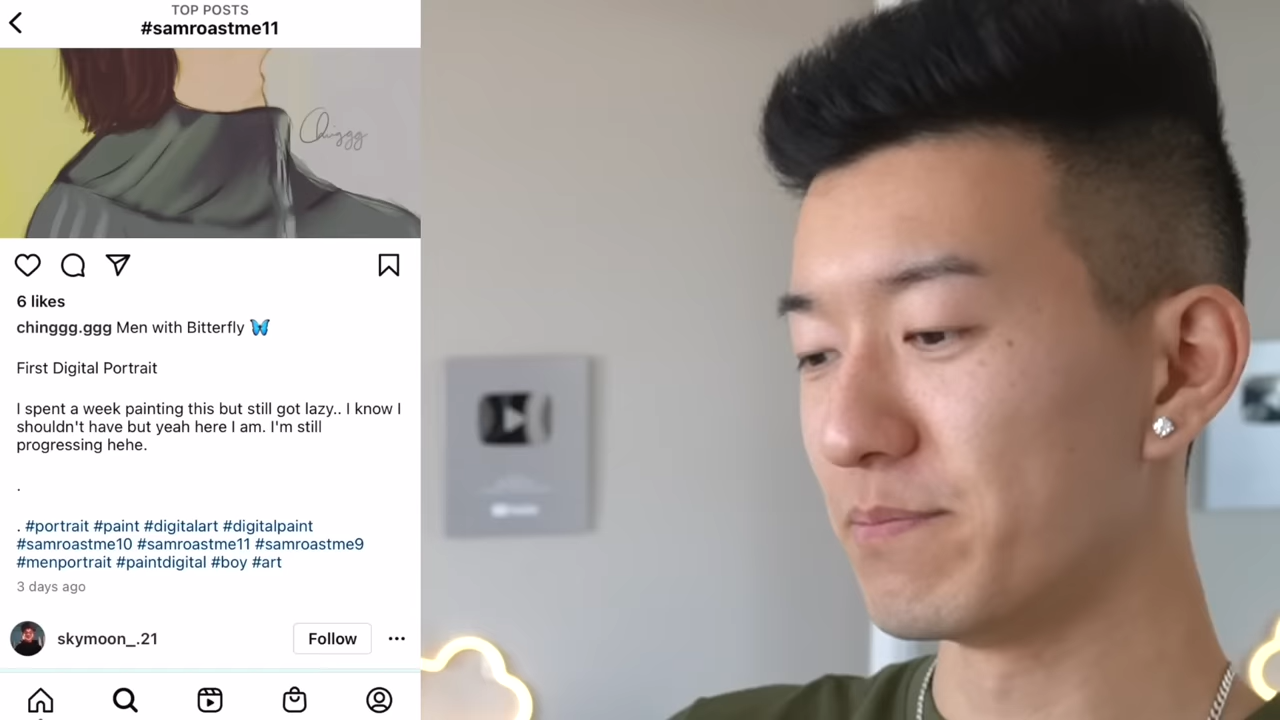 TOP POSTS
#samroastme11
Chinggg
6 likes
chinggg.ggg Men with Bitterfly
First Digital Portrait
I spent a week painting this but still got lazy.. I know I
shouldn't have but yeah here I am. I'm still
progressing hehe.
.
. #portrait #paint #digitalart #digitalpaint
#samroastme10 #samroastme11 #samroastme9
#menportrait #paintdigital #boy #art
3 days ago
skymoon_.21
Follow